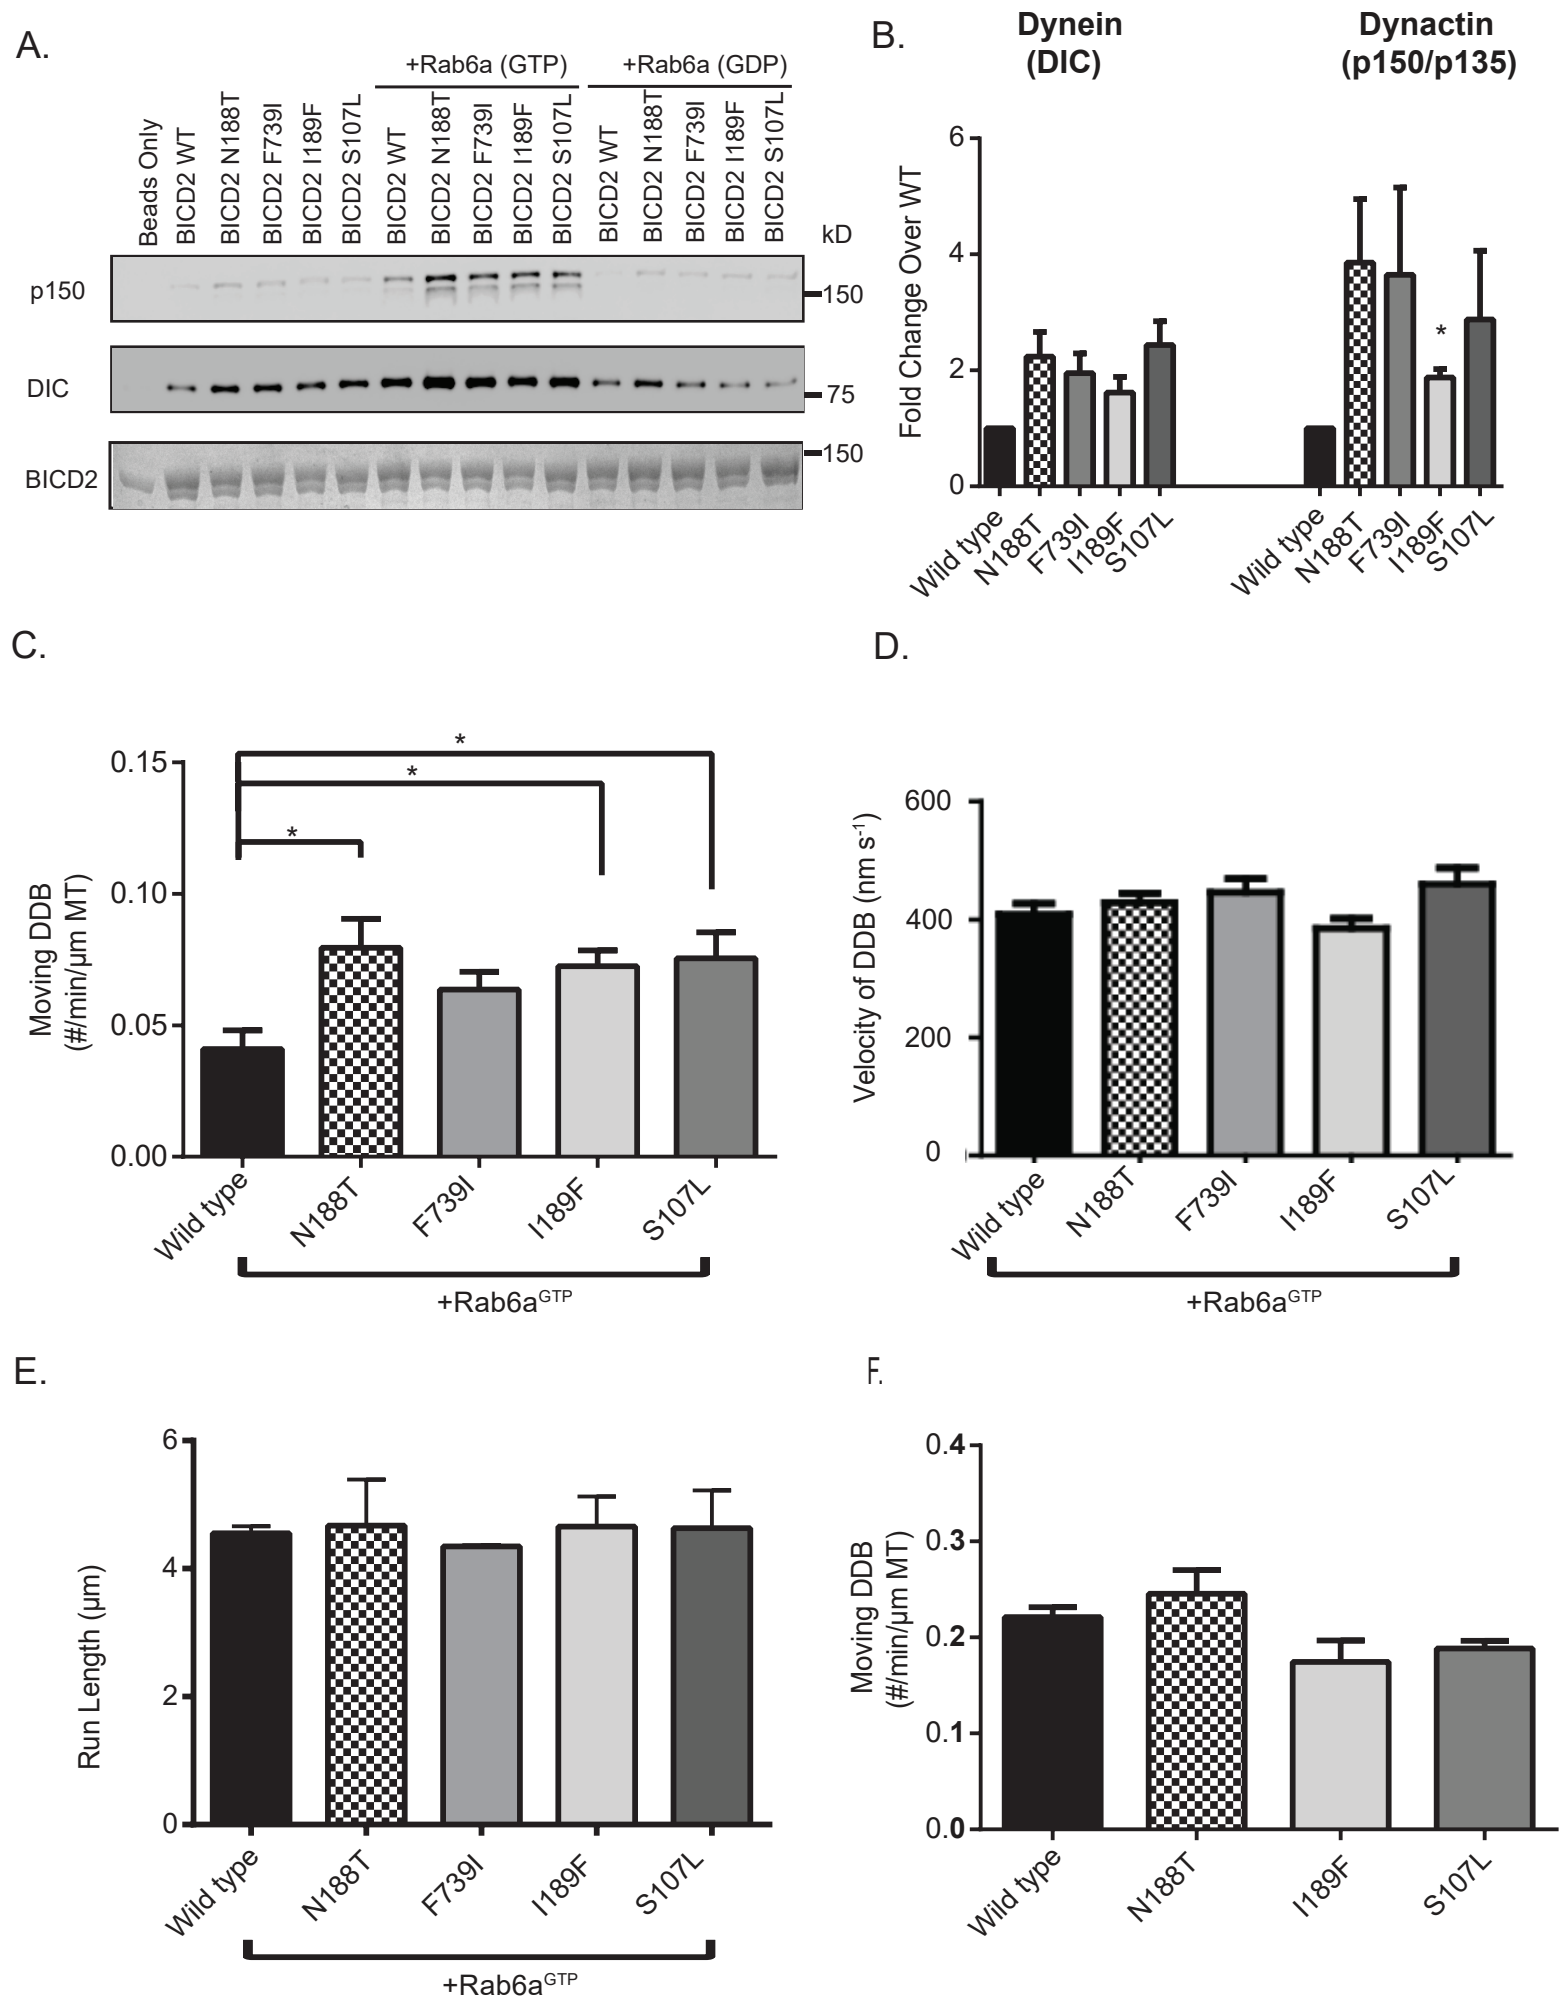 A.
+Rab6a (GTP)
+Rab6a (GDP)
Beads Only
BICD2 WT
BICD2 N188T
BICD2 F739I
BICD2 I189F
BICD2 S107L
BICD2 WT
BICD2 N188T
BICD2 F739I
BICD2 I189F
BICD2 S107L
BICD2 WT
BICD2 N188T
BICD2 F739I
BICD2 I189F
BICD2 S107L
kD
p150
150
DIC
75
BICD2
150
B.
Dynein
(DIC)
Dynactin
(p150/p135)
Fold Change Over WT
6
4
2
0
*
Wild type
N188T
F739I
I189F
S107L
Wild type
N188T
F739I
I189F
S107L
C.
Moving DDB
(#/min/µm MT)
0.15
0.10
0.05
0.00
*
*
*
Wild type
N188T
F739I
I189F
S107L
+Rab6aGTP
D.
Velocity of DDB (nm s-1)
600
400
200
0
Wild type
N188T
F739I
I189F
S107L
+Rab6aGTP
E.
Run Length (µm)
6
4
2
0
Wild type
N188T
F739I
I189F
S107L
+Rab6aGTP
F.
Moving DDB
(#/min/µm MT)
0.4
0.3
0.2
0.1
0.0
Wild type
N188T
I189F
S107L